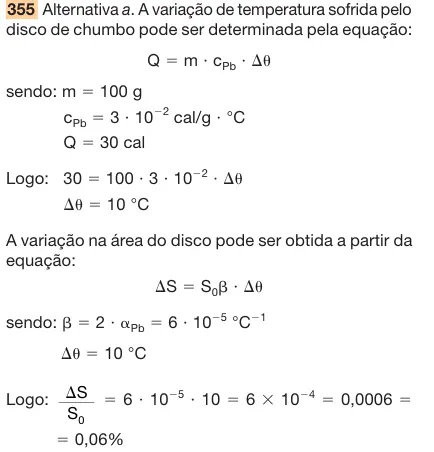 355 Alternativa a. A variação de temperatura sofrida pelo
disco de chumbo pode ser determinada pela equação:
Q = m · c_Pb · Δθ
sendo: m = 100 g
c_Pb = 3 · 10⁻² cal/g · °C
Q = 30 cal
Logo: 30 = 100 · 3 · 10⁻² · Δθ
Δθ = 10 °C
A variação na área do disco pode ser obtida a partir da
equação:
ΔS = S₀β · Δθ
sendo: β = 2 · α_Pb = 6 · 10⁻⁵ °C⁻¹
Δθ = 10 °C
Logo: ΔS/S₀ = 6 · 10⁻⁵ · 10 = 6 × 10⁻⁴ = 0,0006 =
= 0,06%